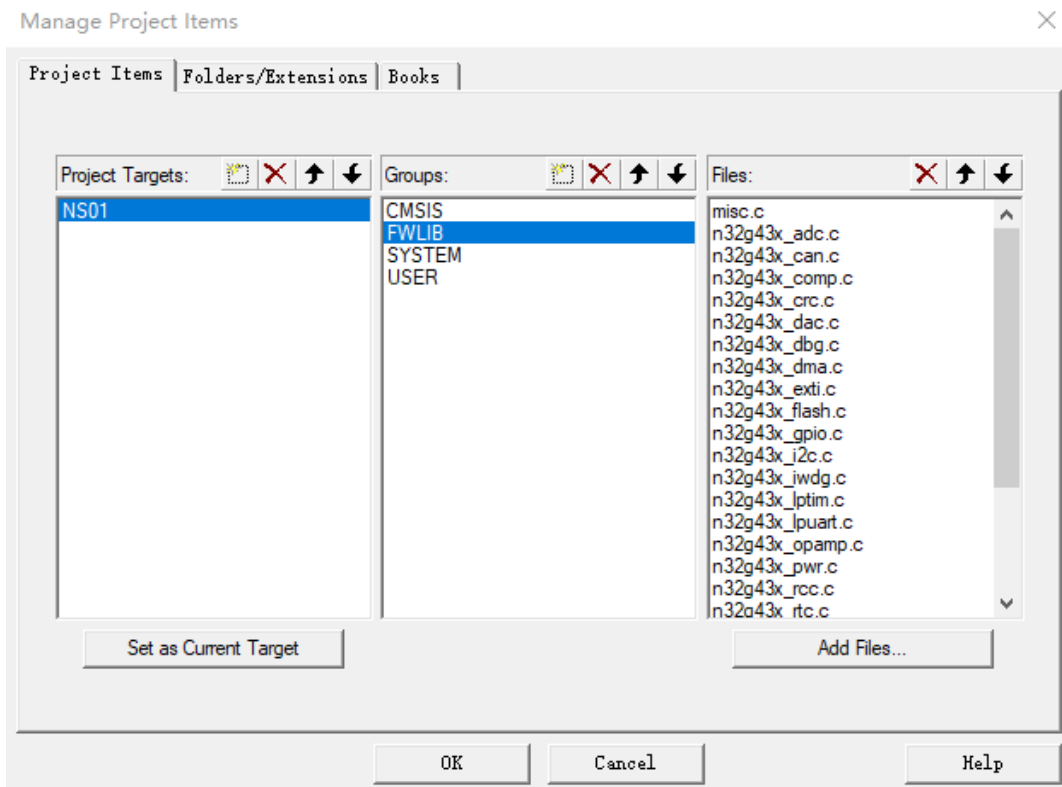 Manage Project Items
Project Items Folders/Extensions Books
Project Targets: Groups: Files:
NS01
CMSIS
FWLIB
SYSTEM
USER
misc.c
n32g43x_adc.c
n32g43x_can.c
n32g43x_comp.c
n32g43x_crc.c
n32g43x_dac.c
n32g43x_dbg.c
n32g43x_dma.c
n32g43x_exti.c
n32g43x_flash.c
n32g43x_gpio.c
n32g43x_i2c.c
n32g43x_iwdg.c
n32g43x_lptim.c
n32g43x_lpuart.c
n32g43x_opamp.c
n32g43x_pwr.c
n32g43x_rcc.c
n32g43x_rtc.c
Set as Current Target
Add Files...
OK Cancel Help